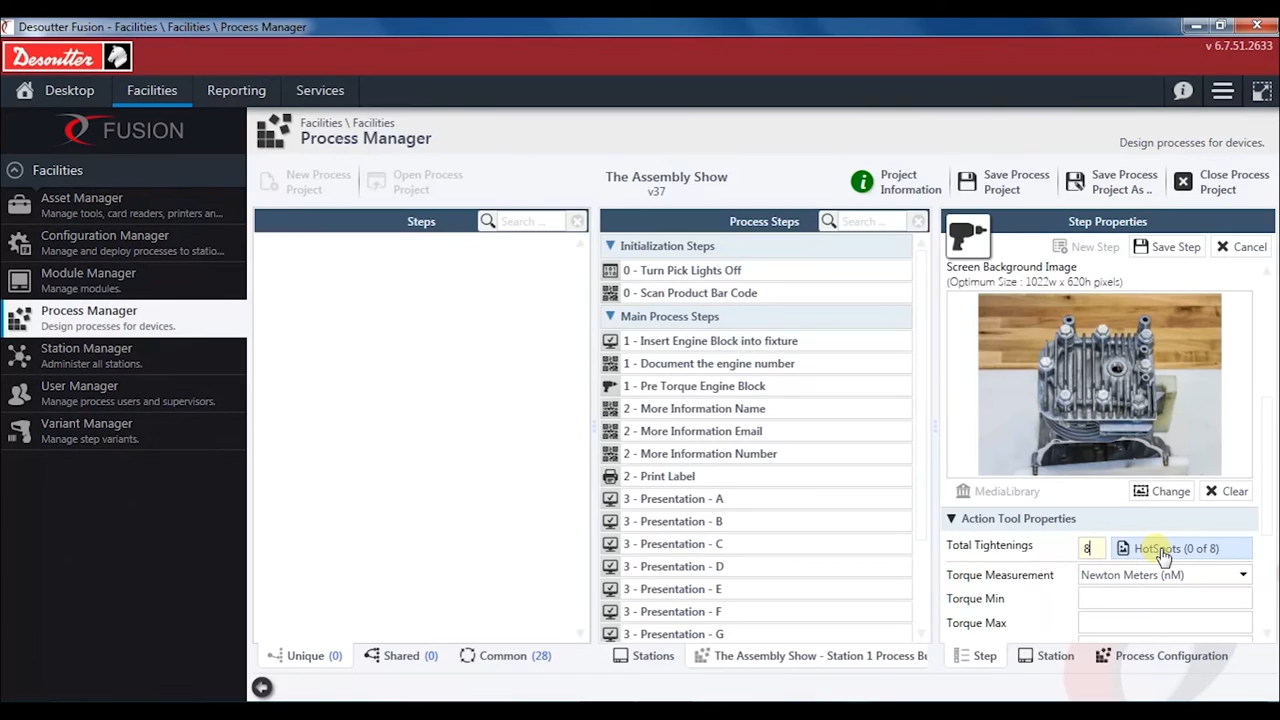 Desoutter Fusion - Facilities \ Facilities \ Process Manager
Desoutter
v 6.7.51.2633
Desktop
Facilities
Reporting
Services
FUSION
Facilities
Asset Manager
Manage tools, card readers, printers an...
Configuration Manager
Manage and deploy processes to statio...
Module Manager
Manage modules.
Process Manager
Design processes for devices.
Station Manager
Administer all stations.
User Manager
Manage process users and supervisors.
Variant Manager
Manage step variants.
Facilities \ Facilities
Process Manager
Design processes for devices.
New Process
Project
Open Process
Project
The Assembly Show
v37
Project
Information
Save Process
Project
Save Process
Project As ..
Close Process
Project
Steps
Search ...
Process Steps
Search ...
Initialization Steps
0 - Turn Pick Lights Off
0 - Scan Product Bar Code
Main Process Steps
1 - Insert Engine Block into fixture
1 - Document the engine number
1 - Pre Torque Engine Block
2 - More Information Name
2 - More Information Email
2 - More Information Number
2 - Print Label
3 - Presentation - A
3 - Presentation - B
3 - Presentation - C
3 - Presentation - D
3 - Presentation - E
3 - Presentation - F
3 - Presentation - G
Step Properties
New Step
Save Step
Cancel
Screen Background Image
(Optimum Size : 1022w x 620h pixels)
MediaLibrary
Change
Clear
Action Tool Properties
Total Tightenings
8
HotSpots (0 of 8)
Torque Measurement
Newton Meters (nM)
Torque Min
Torque Max
Unique (0)
Shared (0)
Common (28)
Stations
The Assembly Show - Station 1 Process Bu
Step
Station
Process Configuration